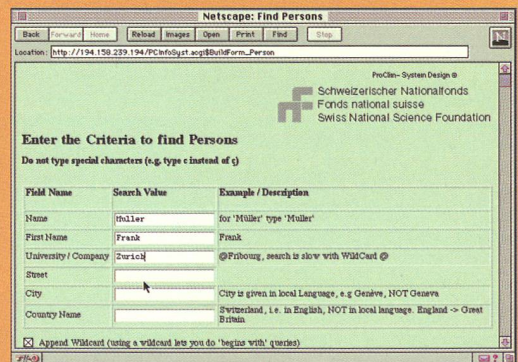 Netscape: Find Persons
Back Forward Home Reload Images Open Print Find Stop
N
Location: http://194.158.239.194/PCInfoSyst.acgi$BuildForm_Person
ProClim- System Design ©
Schweizerischer Nationalfonds
Fonds national suisse
Swiss National Science Foundation
Enter the Criteria to find Persons
Do not type special characters (e.g. type c instead of ç)
Field Name Search Value Example / Description
Name Muller for 'Müller' type 'Muller'
First Name Frank Frank
University / Company Zurich @Fribourg, search is slow with WildCard @
Street
City City is given in local Language, e.g Genève, NOT Geneva
Country Name Switzerland, i.e. in English, NOT in local language. England -> Great
Britain
Append Wildcard (using a wildcard lets you do 'begins with' queries)